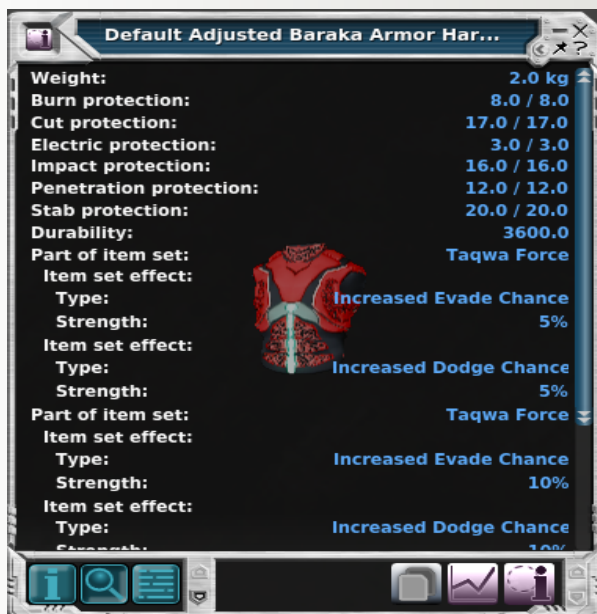 Default Adjusted Baraka Armor Har...
Weight: 2.0 kg
Burn protection: 8.0 / 8.0
Cut protection: 17.0 / 17.0
Electric protection: 3.0 / 3.0
Impact protection: 16.0 / 16.0
Penetration protection: 12.0 / 12.0
Stab protection: 20.0 / 20.0
Durability: 3600.0
Part of item set: Taqwa Force
Item set effect:
Type: Increased Evade Chance
Strength: 5%
Item set effect:
Type: Increased Dodge Chance
Strength: 5%
Part of item set: Taqwa Force
Item set effect:
Type: Increased Evade Chance
Strength: 10%
Item set effect:
Type: Increased Dodge Chance
Strength: 10%